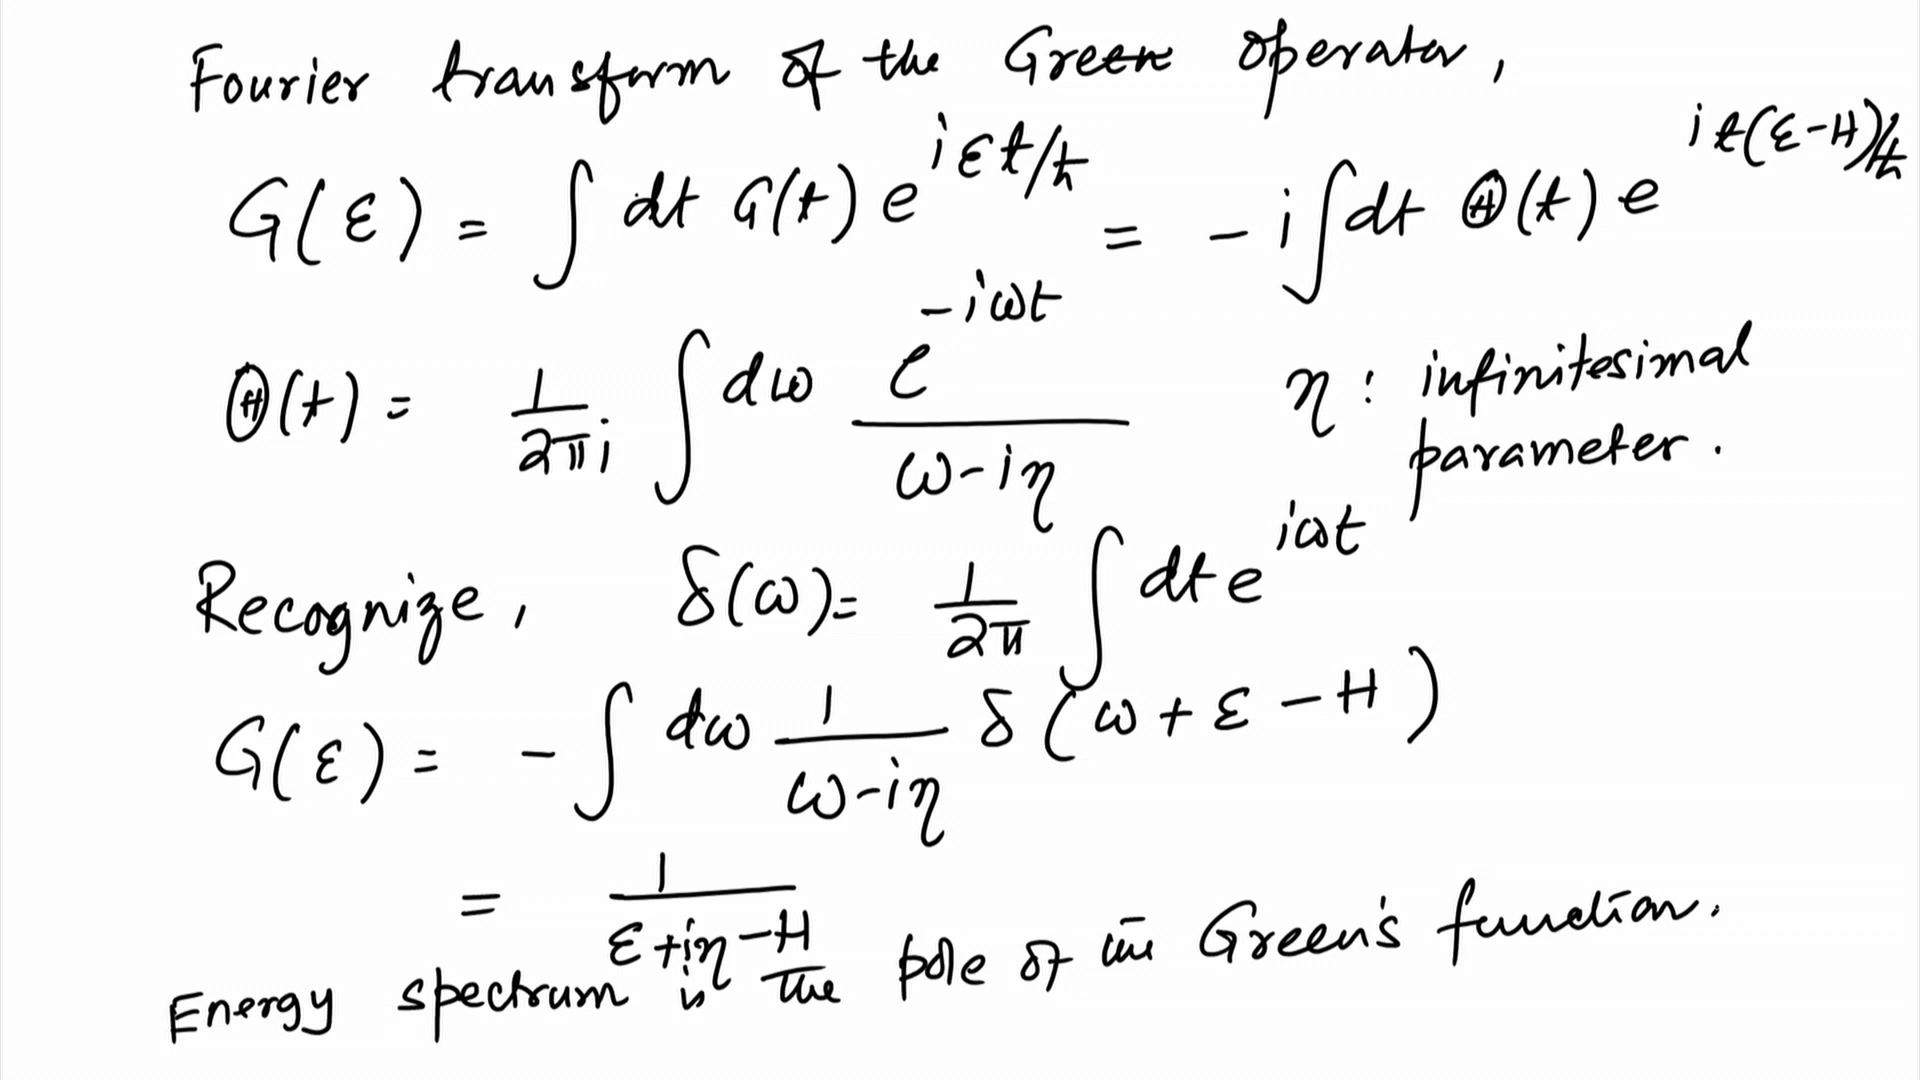 Fourier transform of the Green operator,
G(ε) = ∫ dt G(t) e^{iεt/ħ} = - i ∫ dt Θ(t) e^{it(ε-H)/ħ}
Θ(t) = 1/2πi ∫ dω e^{-iωt}/(ω-iη) η : infinitesimal
parameter.
Recognize, δ(ω) = 1/2π ∫ dt e^{iωt}
G(ε) = - ∫ dω 1/(ω-iη) δ(ω + ε - H)
= 1/(ε+iη-H)
Energy spectrum is the pole of the Green's function.